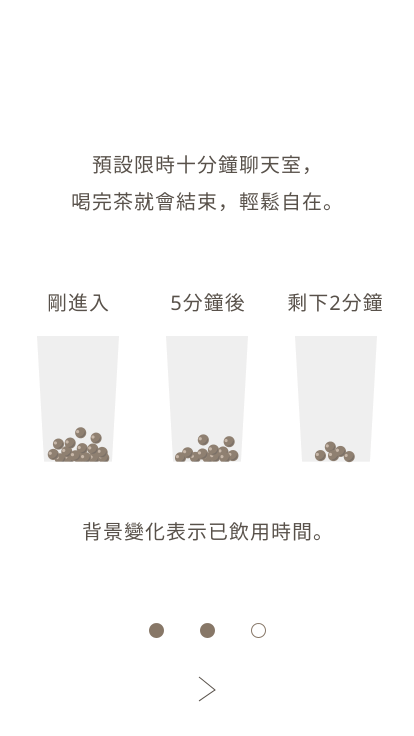 預設限時十分鐘聊天室，
喝完茶就會結束，輕鬆自在。
剛進入
5分鐘後
剩下2分鐘
背景變化表示已飲用時間。